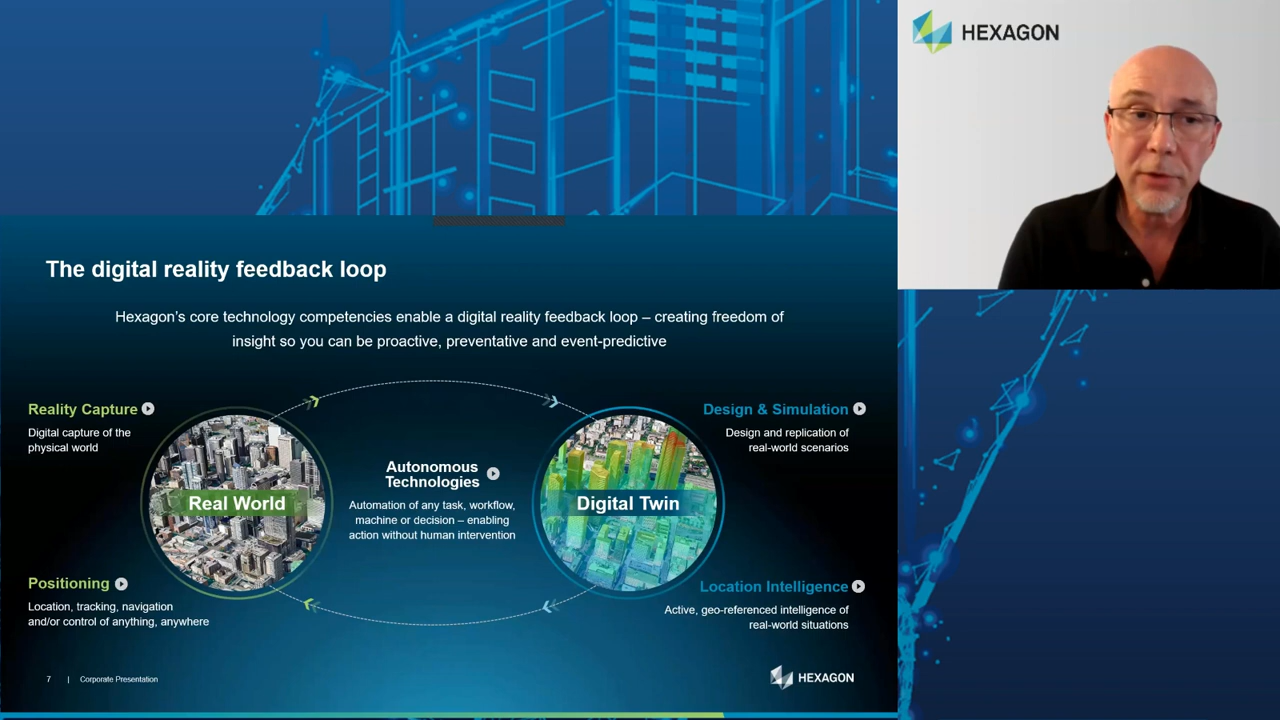 HEXAGON
The digital reality feedback loop
Hexagon's core technology competencies enable a digital reality feedback loop – creating freedom of
insight so you can be proactive, preventative and event-predictive
Reality Capture
Digital capture of the
physical world
Design & Simulation
Design and replication of
real-world scenarios
Autonomous
Technologies
Automation of any task, workflow,
machine or decision – enabling
action without human intervention
Real World
Digital Twin
Positioning
Location, tracking, navigation
and/or control of anything, anywhere
Location Intelligence
Active, geo-referenced intelligence of
real-world situations
7 | Corporate Presentation
HEXAGON